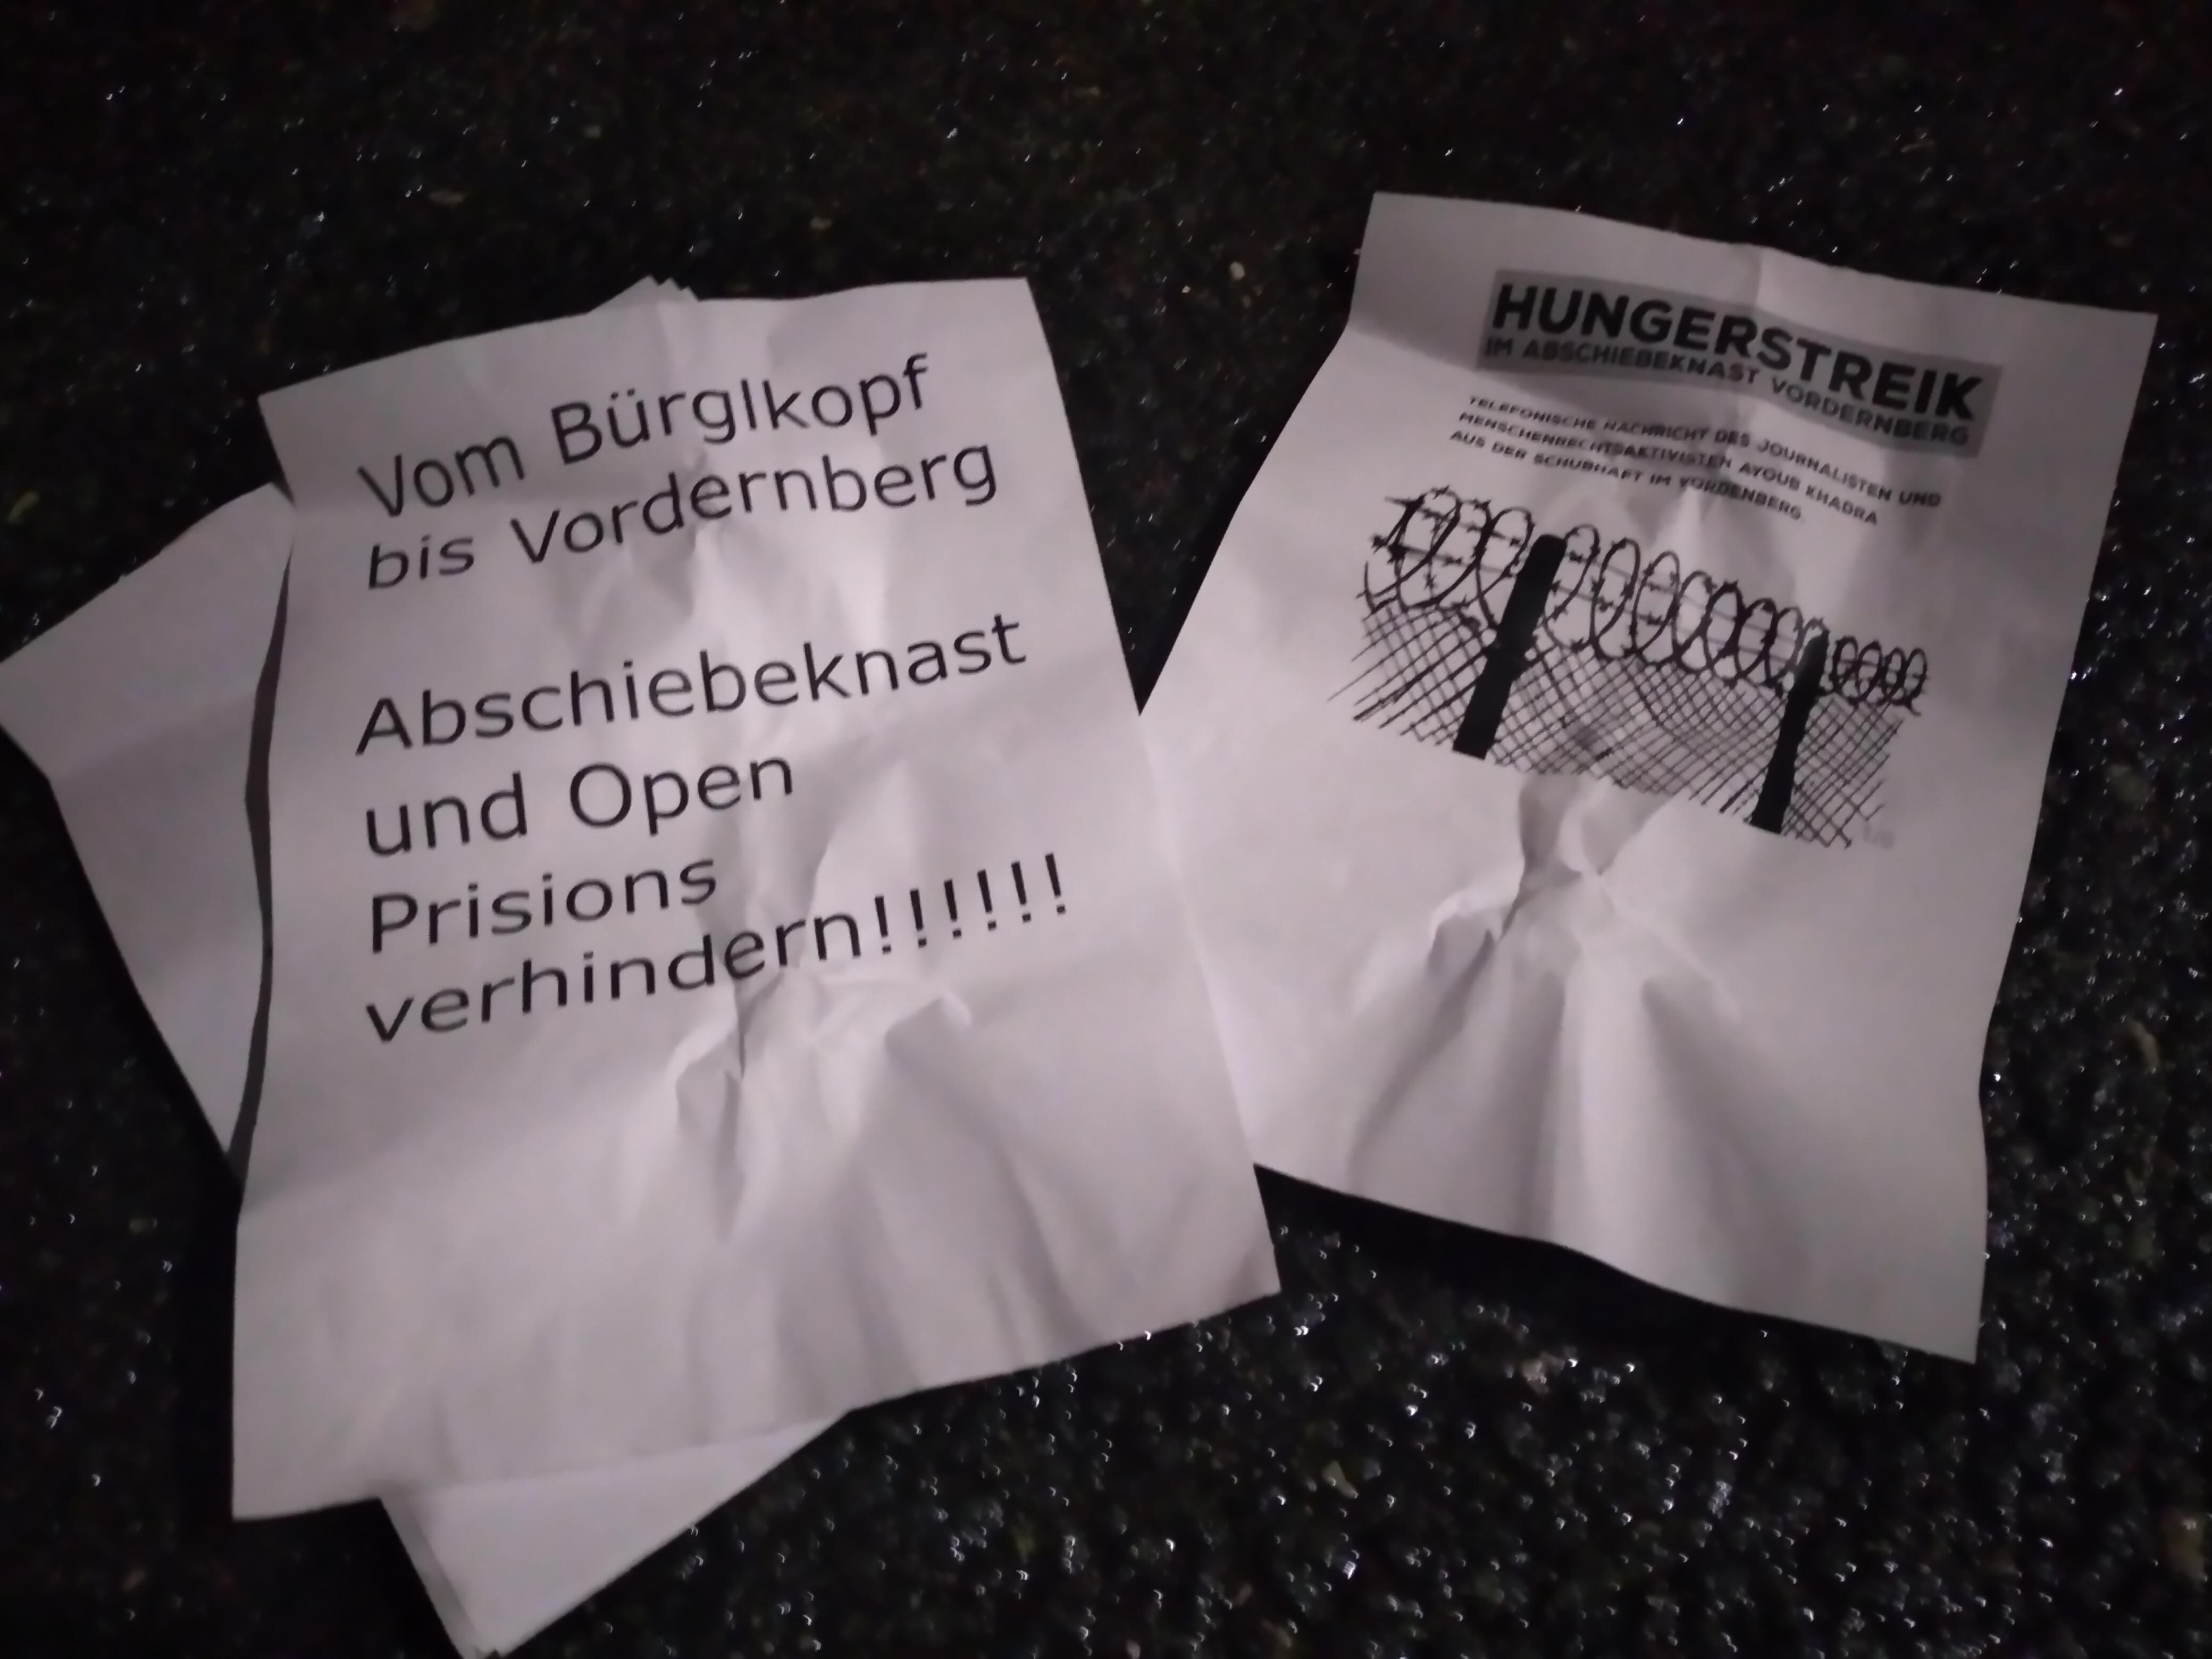 Vom Bürglkopf
bis Vordernberg
Abschiebeknast
und Open
Prisions
verhindern!!!!!!
HUNGERSTREIK
IM ABSCHIEBEKNAST VORDERNBERG
TELEFONISCHE NACHRICHT DES JOURNALISTEN UND
MENSCHENRECHTSAKTIVISTEN AYOUB KHADRA
AUS DER SCHUBHAFT IM VORDENBERG